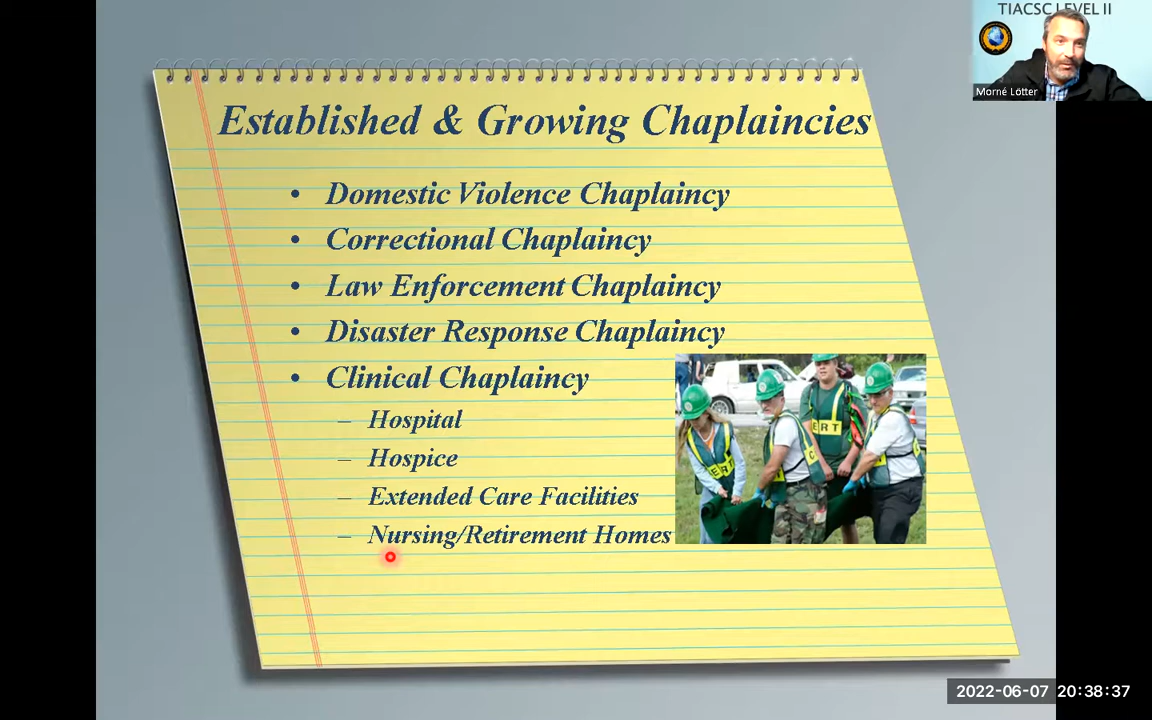 TIACSC LEVEL II
Morné Lötter
Established & Growing Chaplaincies
• Domestic Violence Chaplaincy
• Correctional Chaplaincy
• Law Enforcement Chaplaincy
• Disaster Response Chaplaincy
• Clinical Chaplaincy
– Hospital
– Hospice
– Extended Care Facilities
– Nursing/Retirement Homes
ERT
2022-06-07 20:38:37